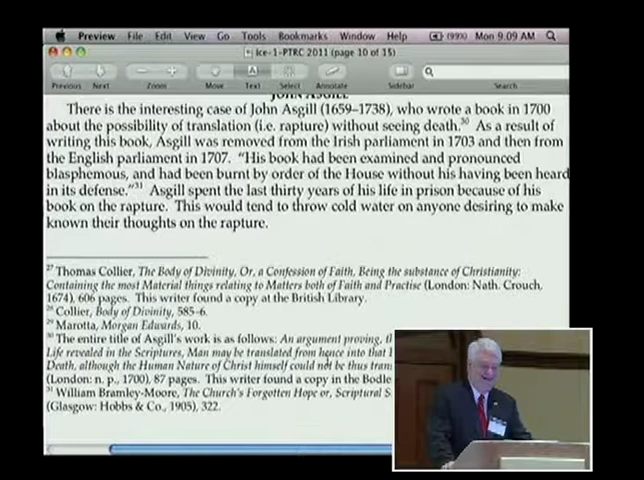 Preview File Edit View Go Tools Bookmarks Window Help (99%) Mon 9:09 AM
Ice-1-PTRC 2011 (page 10 of 15)
Previous Next Zoom Move Text Select Annotate Sidebar Search
JOHN ASGILL
There is the interesting case of John Asgill (1659–1738), who wrote a book in 1700
about the possibility of translation (i.e. rapture) without seeing death.30 As a result of
writing this book, Asgill was removed from the Irish parliament in 1703 and then from
the English parliament in 1707. “His book had been examined and pronounced
blasphemous, and had been burnt by order of the House without his having been heard
in its defense.”31 Asgill spent the last thirty years of his life in prison because of his
book on the rapture. This would tend to throw cold water on anyone desiring to make
known their thoughts on the rapture.
27 Thomas Collier, The Body of Divinity, Or, a Confession of Faith, Being the substance of Christianity:
Containing the most Material things relating to Matters both of Faith and Practise (London: Nath. Crouch,
1674), 606 pages. This writer found a copy at the British Library.
28 Collier, Body of Divinity, 585-6.
29 Marotta, Morgan Edwards, 10.
30 The entire title of Asgill's work is as follows: An argument proving, th
Life revealed in the Scriptures, Man may be translated from hence into that
Death, although the Human Nature of Christ himself could not be thus tran
(London: n. p., 1700), 87 pages. This writer found a copy in the Bodle
31 William Bramley-Moore, The Church's Forgotten Hope or, Scriptural S
(Glasgow: Hobbs & Co., 1905), 322.